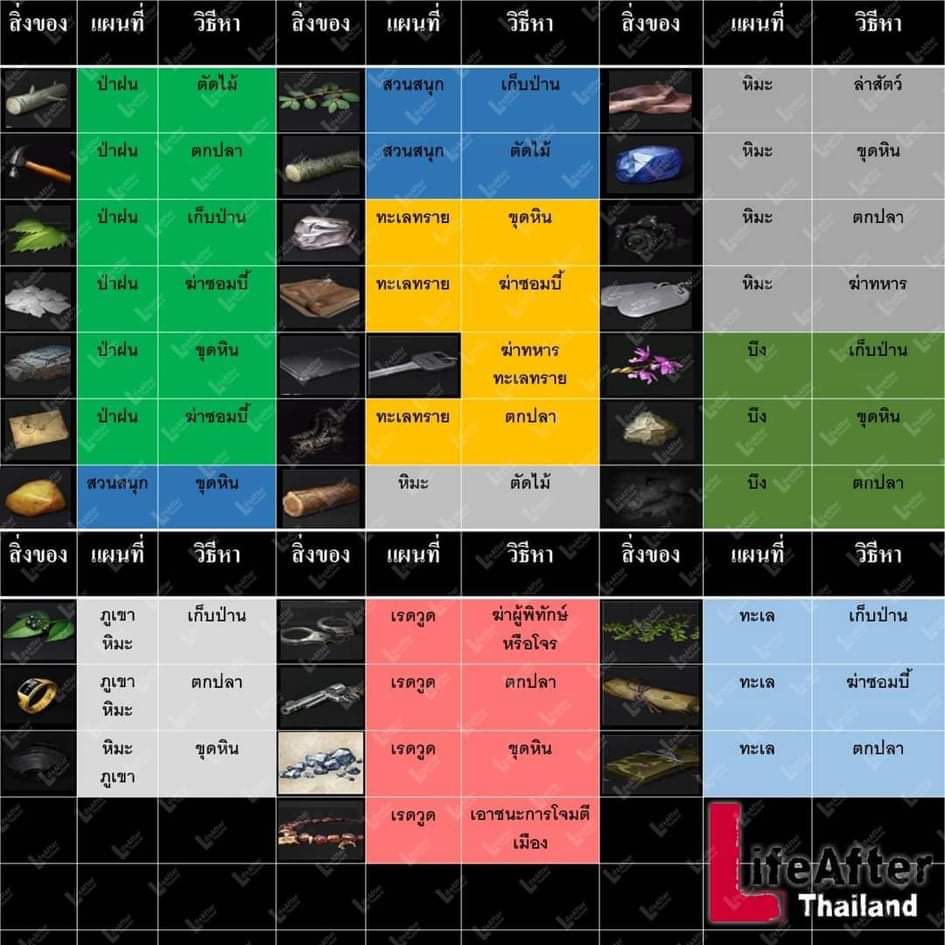 สิ่งของ แผนที่ วิธีหา สิ่งของ แผนที่ วิธีหา สิ่งของ แผนที่ วิธีหา
ป่าฝน ตัดไม้ สวนสนุก เก็บป่าน หิมะ ล่าสัตว์
ป่าฝน ตกปลา สวนสนุก ตัดไม้ หิมะ ขุดหิน
ป่าฝน เก็บป่าน ทะเลทราย ขุดหิน หิมะ ตกปลา
ป่าฝน ฆ่าซอมบี้ ทะเลทราย ฆ่าซอมบี้ หิมะ ฆ่าทหาร
ป่าฝน ขุดหิน ฆ่าทหาร บึง เก็บป่าน
ทะเลทราย
ป่าฝน ฆ่าซอมบี้ ทะเลทราย ตกปลา บึง ขุดหิน
สวนสนุก ขุดหิน หิมะ ตัดไม้ บึง ตกปลา
สิ่งของ แผนที่ วิธีหา สิ่งของ แผนที่ วิธีหา สิ่งของ แผนที่ วิธีหา
ภูเขา เก็บป่าน เรดวูด ฆ่าผู้พิทักษ์ ทะเล เก็บป่าน
หิมะ หรือโจร
ภูเขา ตกปลา เรดวูด ตกปลา ทะเล ฆ่าซอมบี้
หิมะ
หิมะ ขุดหิน เรดวูด ขุดหิน ทะเล ตกปลา
ภูเขา
เรดวูด เอาชนะการโจมตี
เมือง
LifeAfter
Thailand